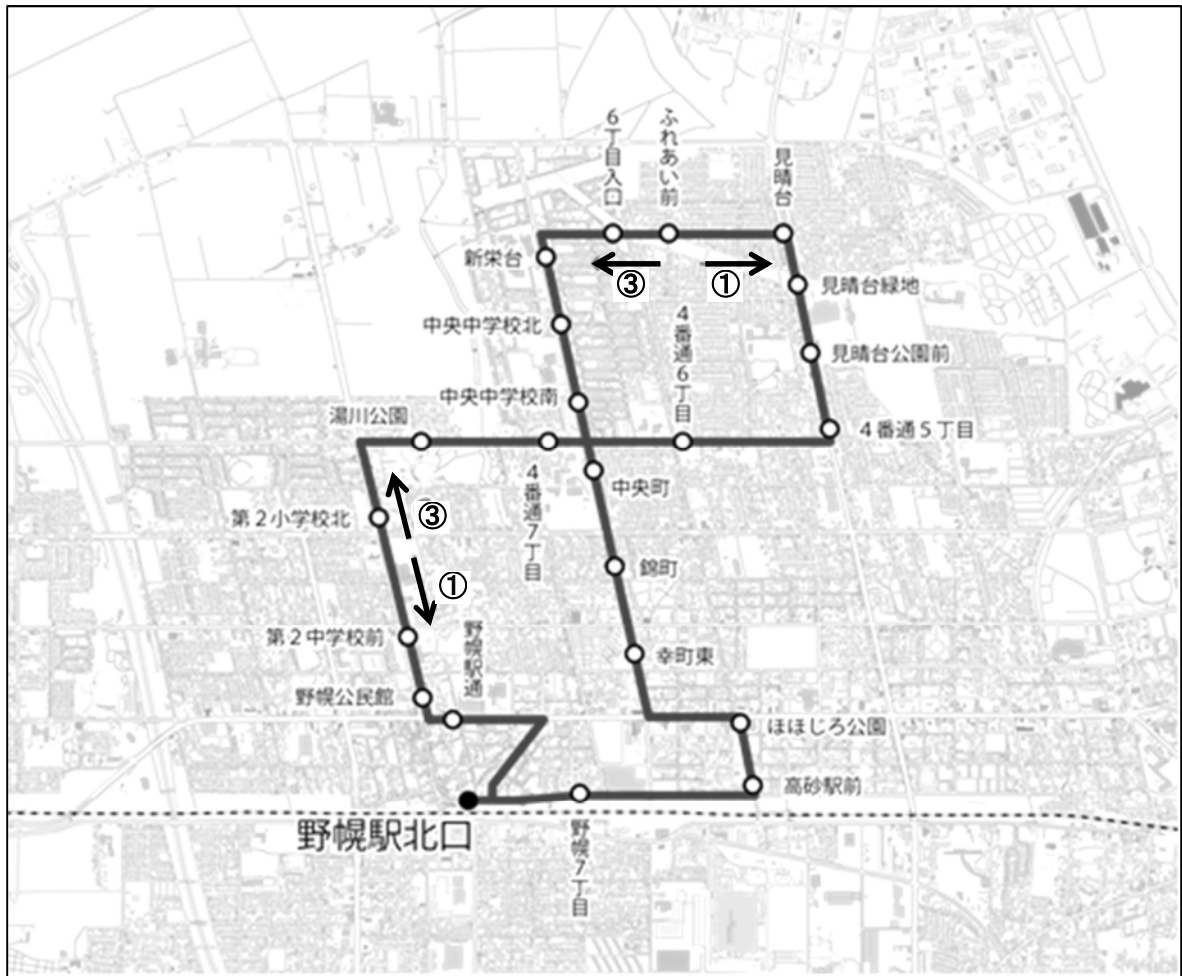 6丁目入口
ふれあい前
見晴台
新栄台
③
①
見晴台緑地
中央中学校北
4番通6丁目
見晴台公園前
中央中学校南
湯川公園
4番通5丁目
4番通7丁目
中央町
第2小学校北
③
錦町
①
第2中学校前
野幌駅通
幸町東
野幌公民館
ほほしろ公園
高砂駅前
野幌駅北口
野幌7丁目